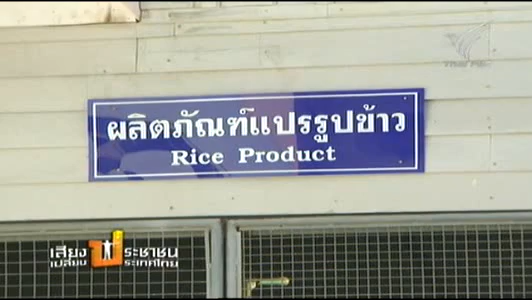 ThaiPBS
ผลิตภัณฑ์แปรรูปข้าว
Rice Product
เสียงประชาชน
เปลี่ยนประเทศไทย